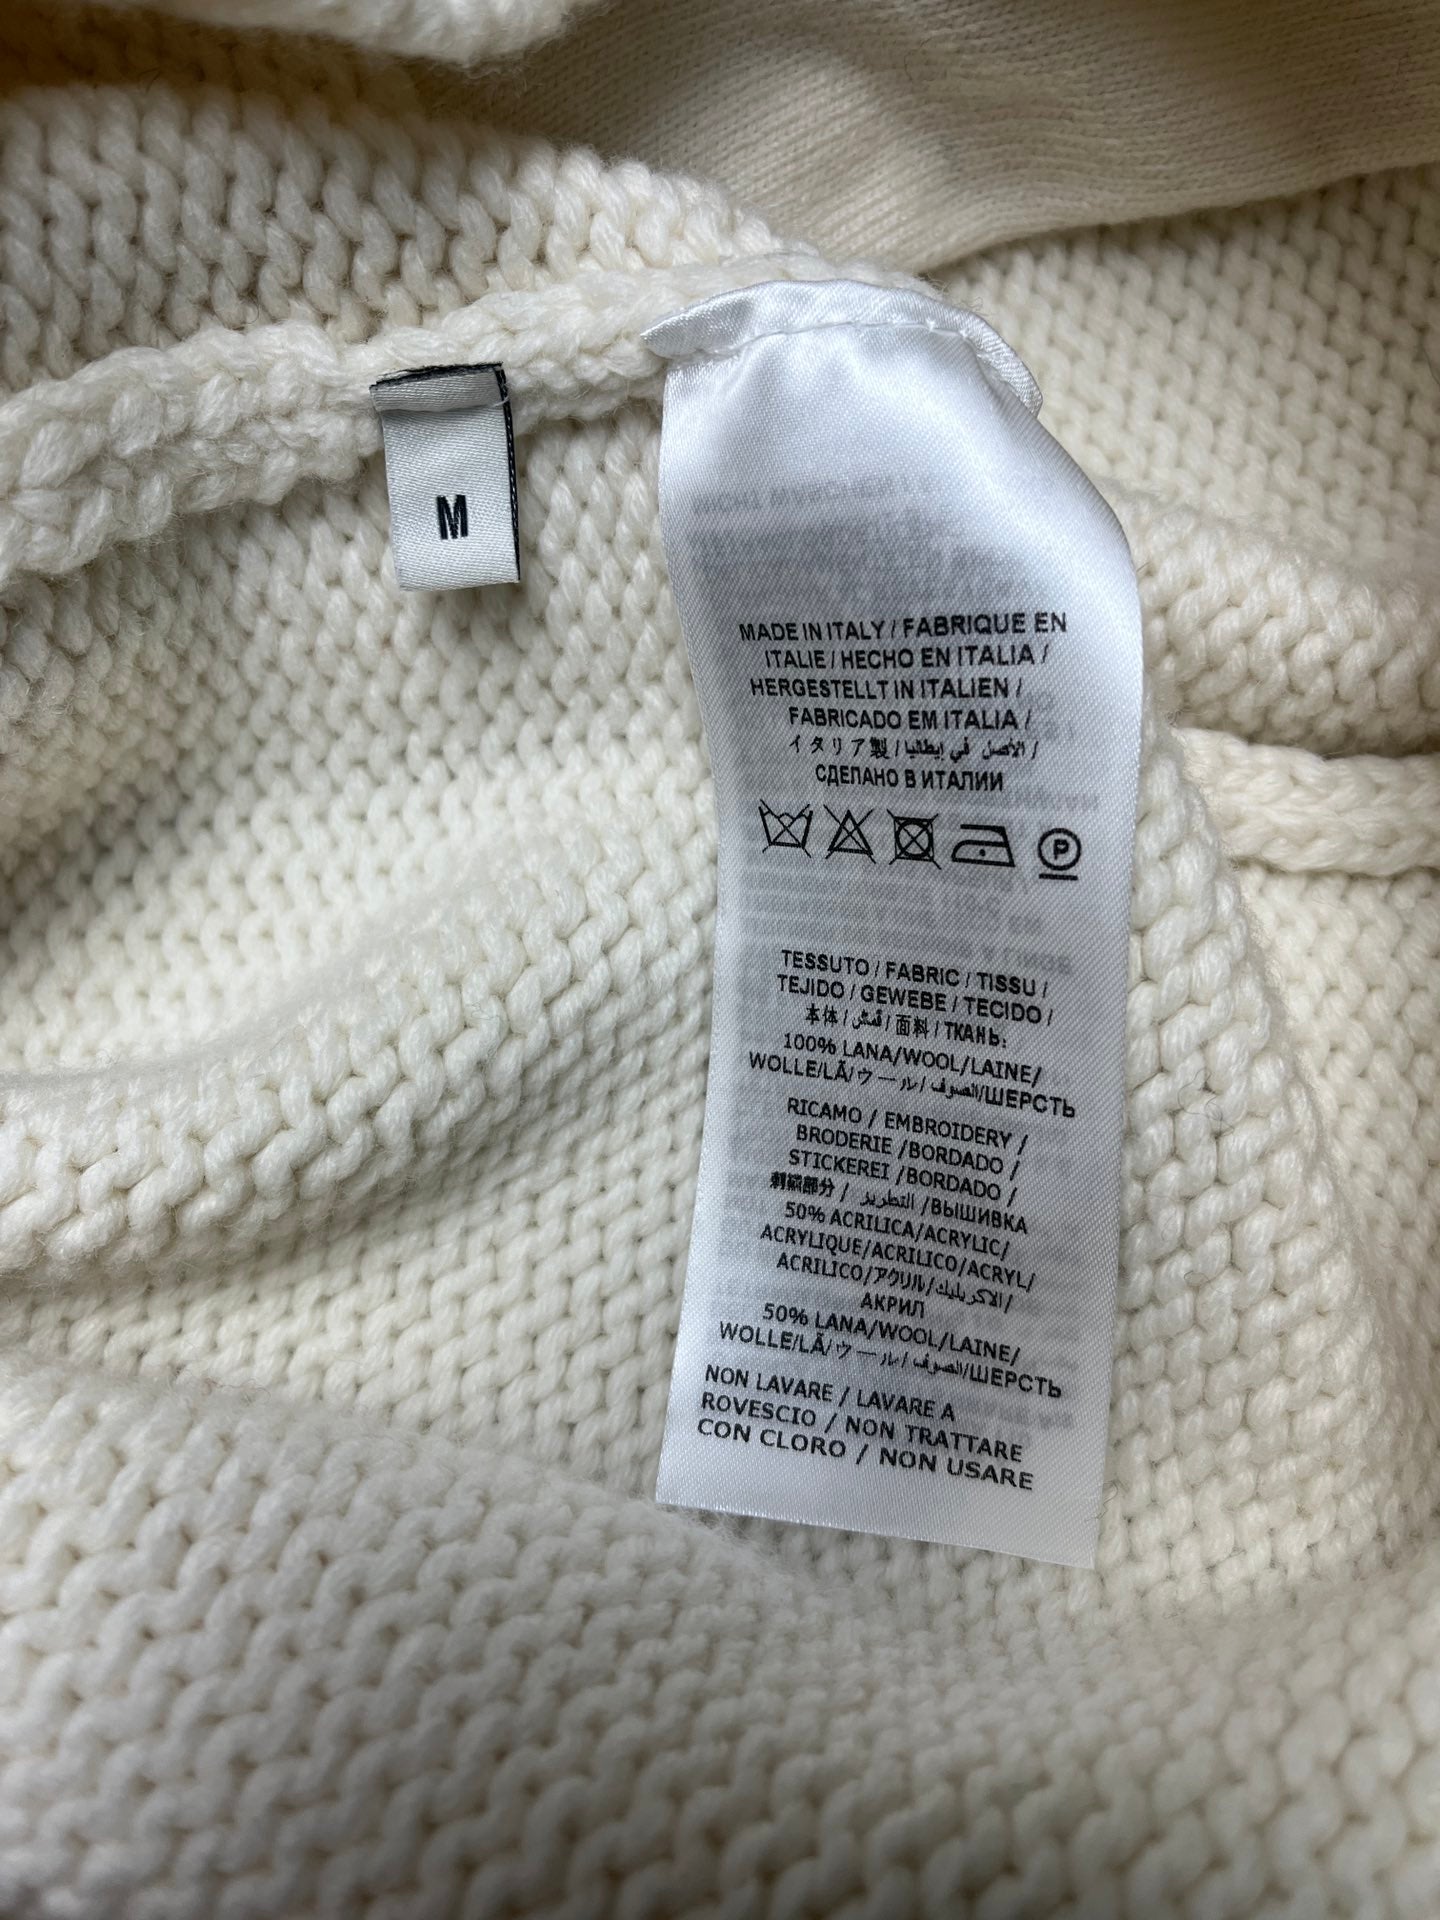 M
MADE IN ITALY / FABRIQUE EN
ITALIE / HECHO EN ITALIA /
HERGESTELLT IN ITALIEN /
FABRICADO EM ITALIA /
イタリア製 / الأصل في إيطاليا /
СДЕЛАНО В ИТАЛИИ
P
TESSUTO / FABRIC / TISSU /
TEJIDO / GEWEBE / TECIDO /
本体 / قماش / 面料 / ТКАНЬ:
100% LANA/WOOL/LAINE/
WOLLE/LÃ/ウール/الصوف/ШЕРСТЬ
RICAMO / EMBROIDERY /
BRODERIE /BORDADO /
STICKEREI /BORDADO /
刺繍部分 / التطريز /ВЫШИВКА
50% ACRILICA/ACRYLIC/
ACRYLIQUE/ACRILICO/ACRYL/
ACRILICO/アクリル/الاكريليك/
АКРИЛ
50% LANA/WOOL/LAINE/
WOLLE/LÃ/ウール/الصوف/ШЕРСТЬ
NON LAVARE / LAVARE A
ROVESCIO / NON TRATTARE
CON CLORO / NON USARE